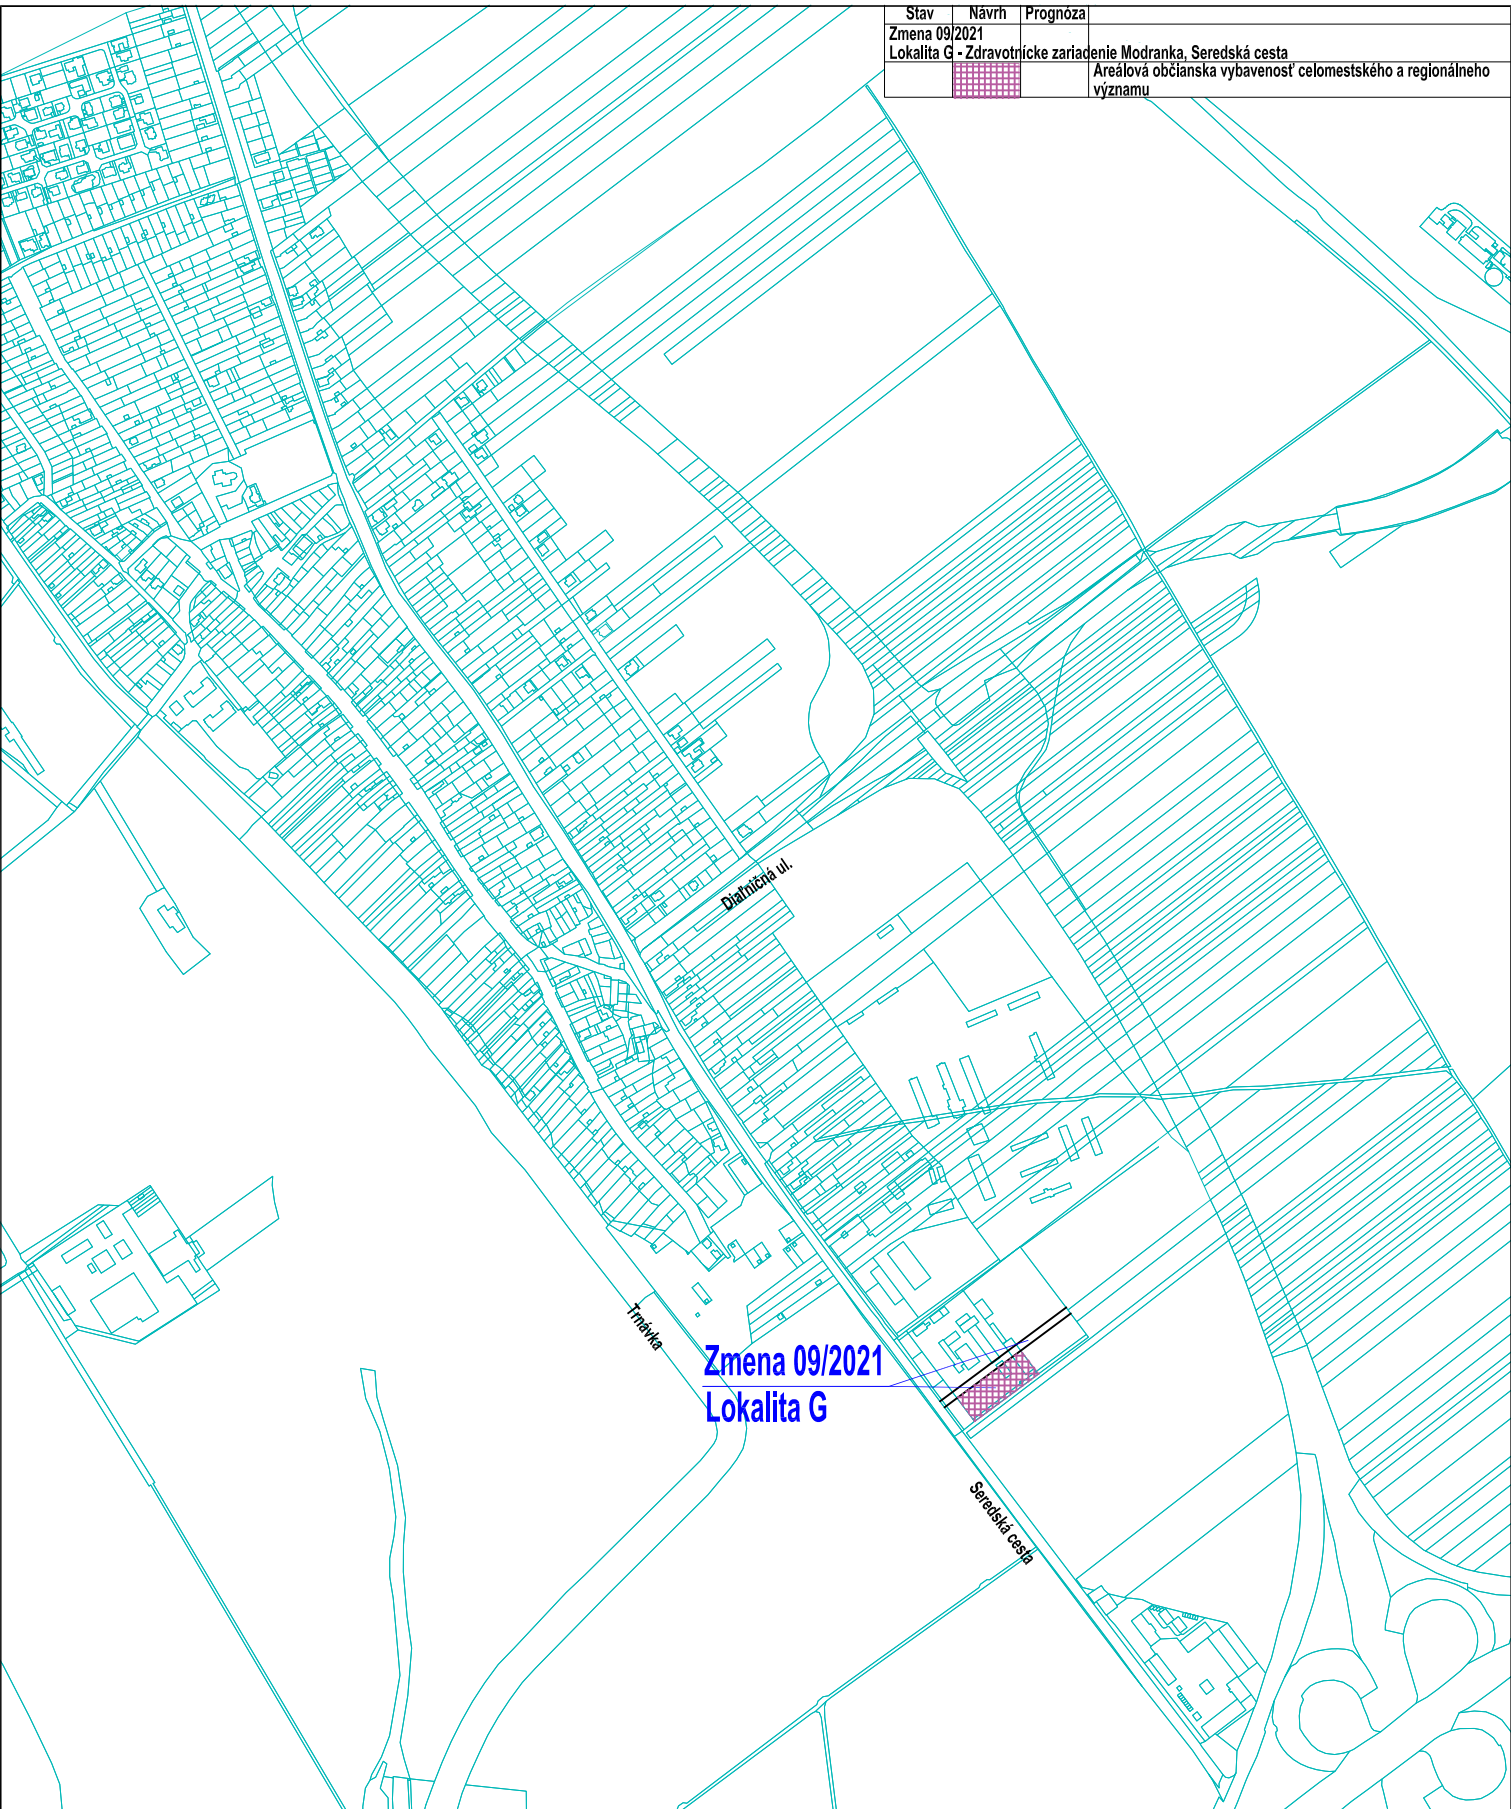 Stav Návrh Prognóza
Zmena 09/2021
Lokalita G - Zdravotnícke zariadenie Modranka, Seredská cesta
Areálová občianska vybavenosť celomestského a regionálneho
významu
Diaľničná ul.
Trnávka
Zmena 09/2021
Lokalita G
Seredská cesta